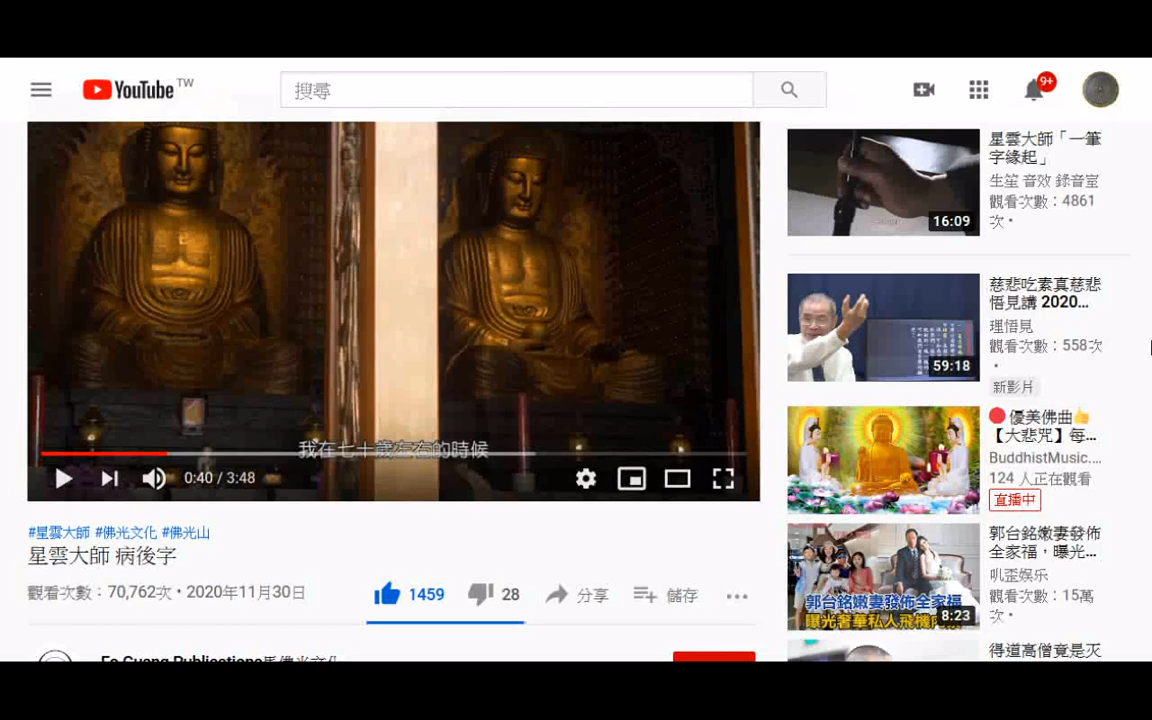 YouTube TW
搜尋
9+
我在七十歲左右的時候
0:40 / 3:48
#星雲大師 #佛光文化 #佛光山
星雲大師 病後字
觀看次數：70,762次 • 2020年11月30日
1459
28
分享
儲存
16:09
星雲大師「一筆
字緣起」
生笙 音效 錄音室
觀看次數：4861
次 •
59:18
慈悲吃素真慈悲
悟見講 2020...
理悟見
觀看次數：558次
•
新影片
優美佛曲
【大悲咒】每...
BuddhistMusic....
124 人正在觀看
直播中
郭台銘嫩妻發佈全家福
8:23
郭台銘嫩妻發佈
全家福，曝光...
叭歪娛乐
觀看次數：15萬
次 •
得道高僧竟是灭